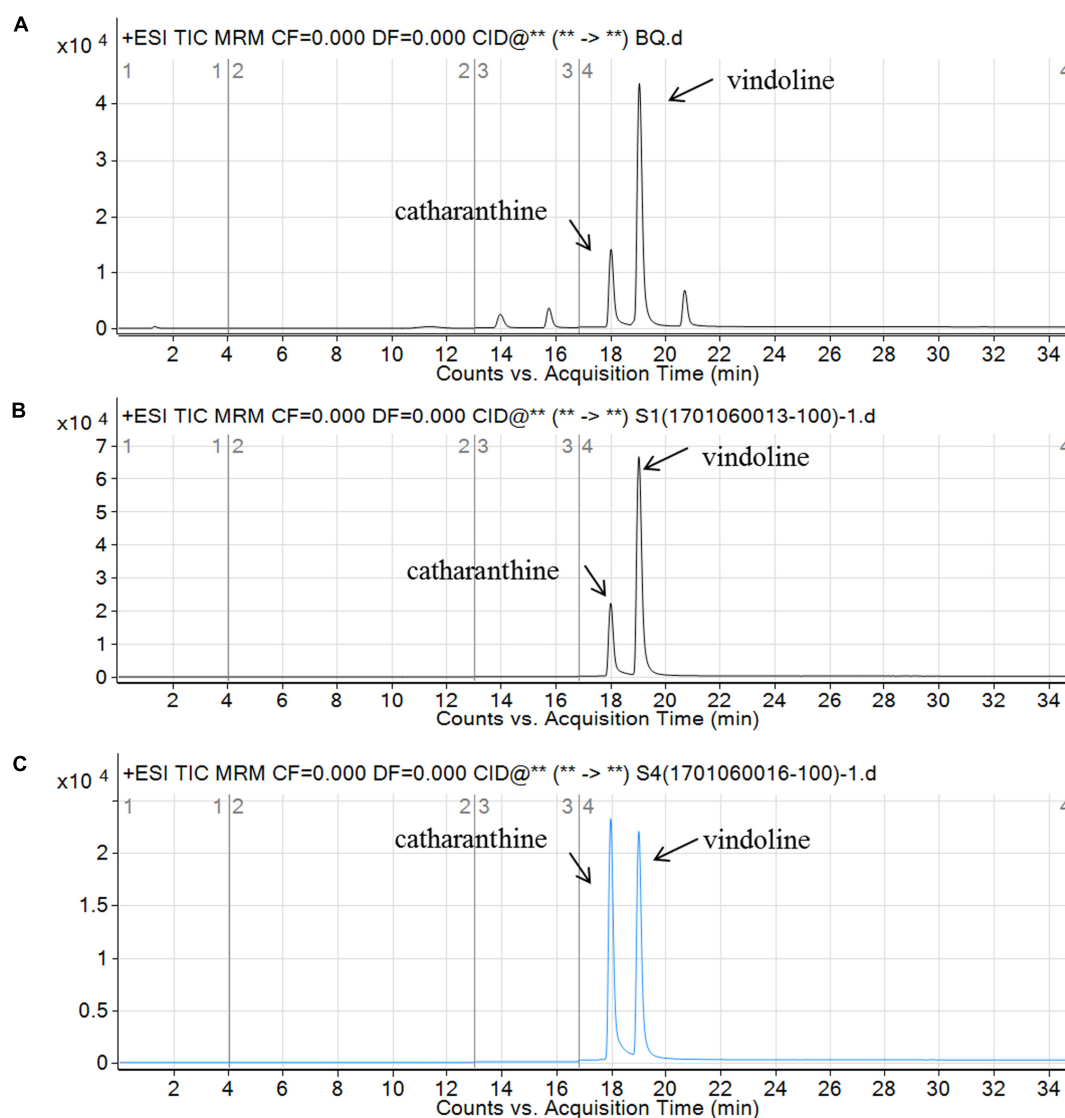 A
x10 4
+ESI TIC MRM CF=0.000 DF=0.000 CID@** (** -> **) BQ.d
1 1 2 2 3 3 4 4
vindoline
catharanthine
4
3
2
1
0
2 4 6 8 10 12 14 16 18 20 22 24 26 28 30 32 34
Counts vs. Acquisition Time (min)
B
x10 4
+ESI TIC MRM CF=0.000 DF=0.000 CID@** (** -> **) S1(1701060013-100)-1.d
1 1 2 2 3 3 4 4
vindoline
catharanthine
7
6
5
4
3
2
1
0
2 4 6 8 10 12 14 16 18 20 22 24 26 28 30 32 34
Counts vs. Acquisition Time (min)
C
x10 4
+ESI TIC MRM CF=0.000 DF=0.000 CID@** (** -> **) S4(1701060016-100)-1.d
1 1 2 2 3 3 4 4
catharanthine
vindoline
2
1.5
1
0.5
0
2 4 6 8 10 12 14 16 18 20 22 24 26 28 30 32 34
Counts vs. Acquisition Time (min)